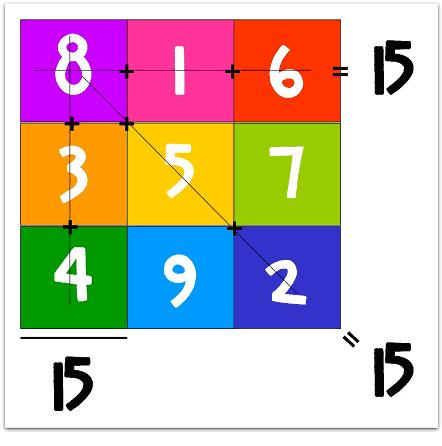 8 + 1 + 6 = 15
+ +
3 5 7
+ +
4 9 2
= 15
15